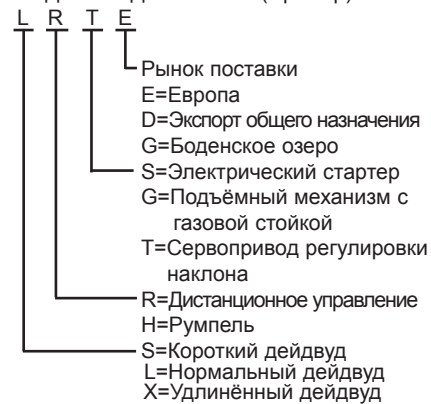 L R T E
Рынок поставки
E=Европа
D=Экспорт общего назначения
G=Боденское озеро
S=Электрический стартер
G=Подъёмный механизм с
газовой стойкой
T=Сервопривод регулировки
наклона
R=Дистанционное управление
H=Румпель
S=Короткий дейдвуд
L=Нормальный дейдвуд
X=Удлинённый дейдвуд